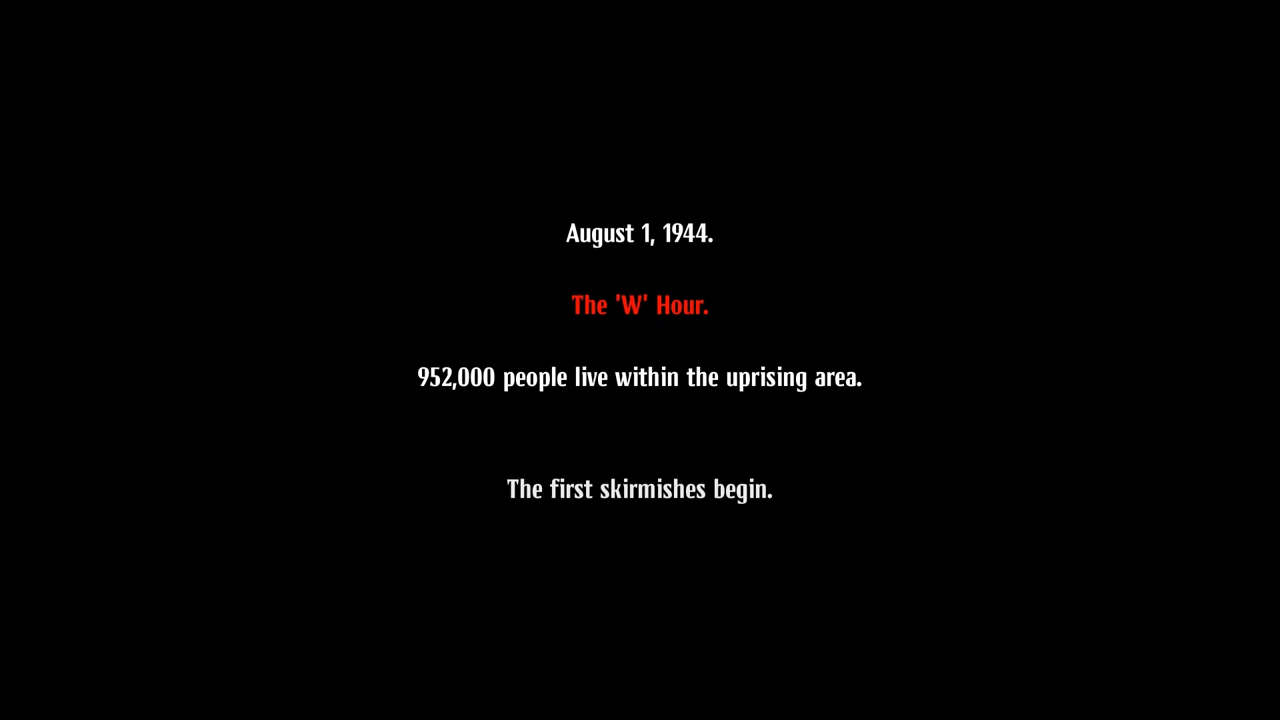 August 1, 1944.
The 'W' Hour.
952,000 people live within the uprising area.
The first skirmishes begin.